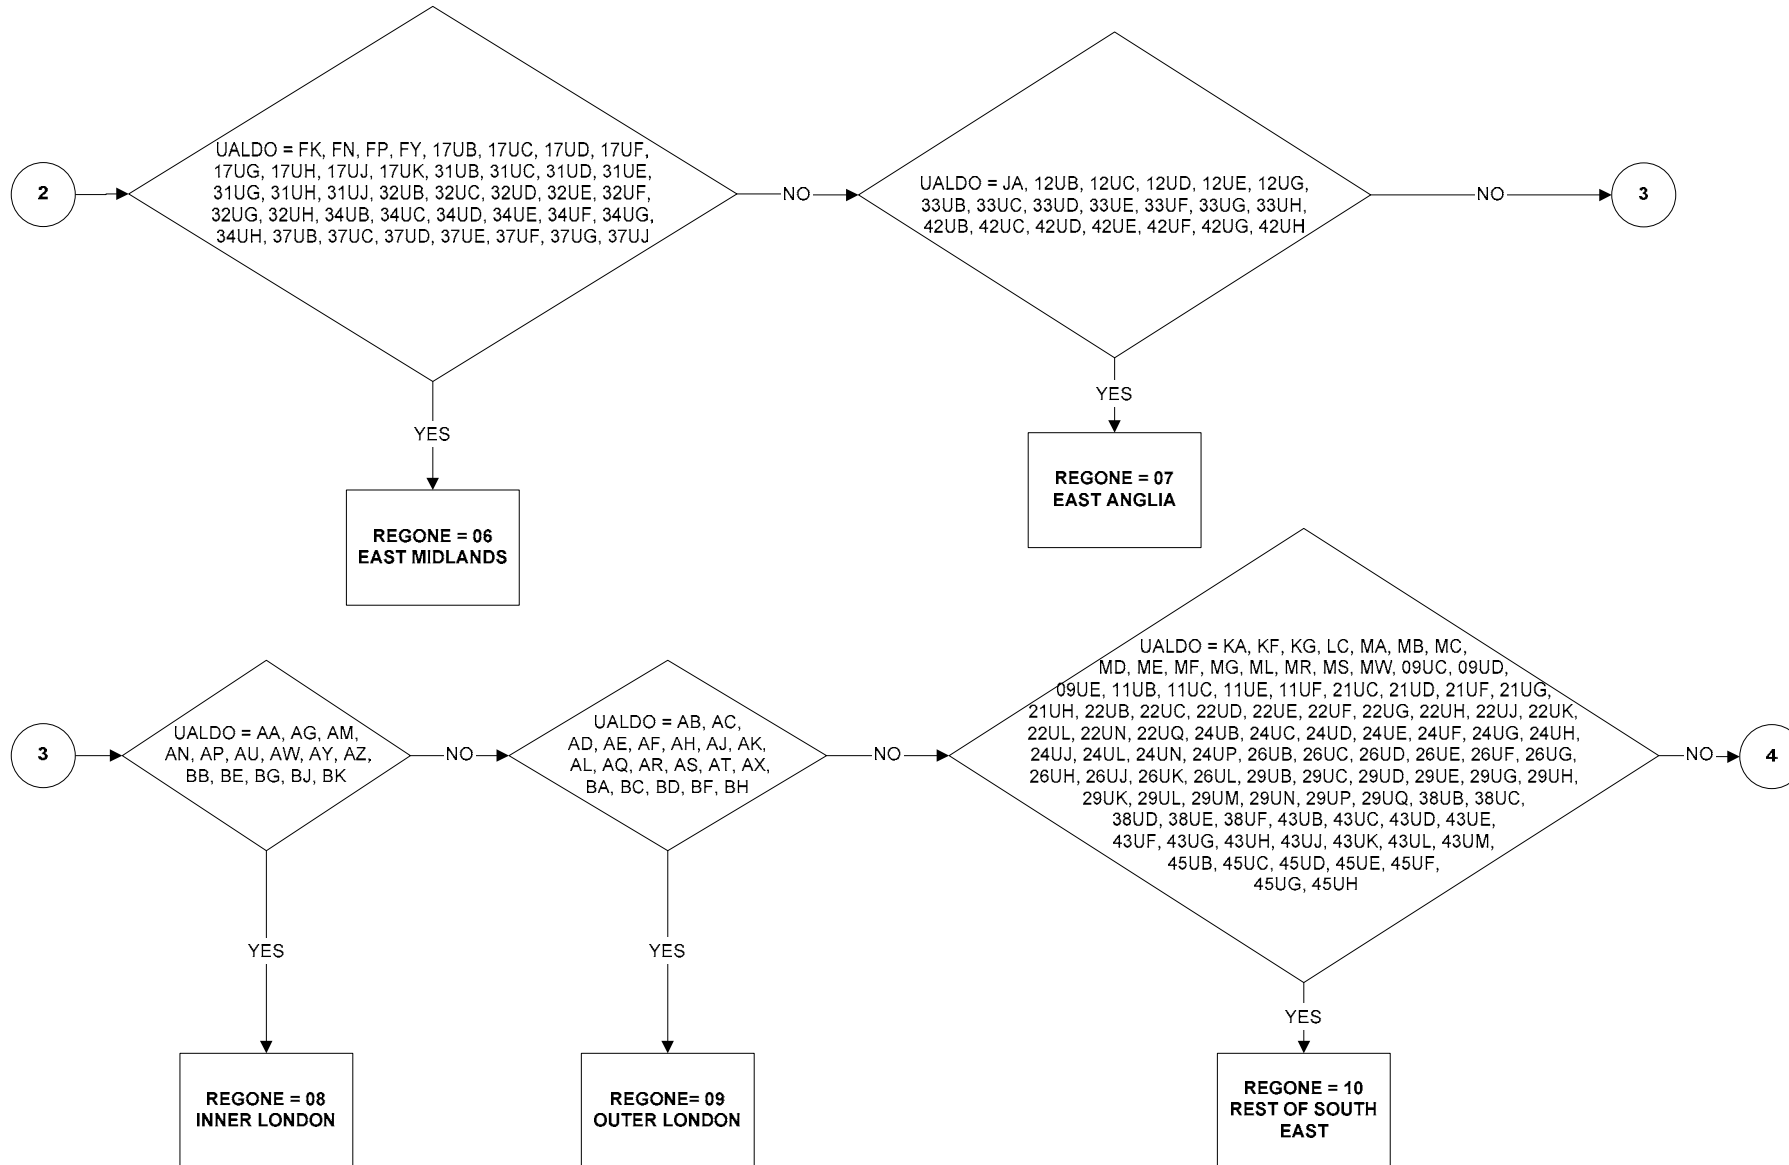 2
UALDO = FK, FN, FP, FY, 17UB, 17UC, 17UD, 17UF,
17UG, 17UH, 17UJ, 17UK, 31UB, 31UC, 31UD, 31UE,
31UG, 31UH, 31UJ, 32UB, 32UC, 32UD, 32UE, 32UF,
32UG, 32UH, 34UB, 34UC, 34UD, 34UE, 34UF, 34UG,
34UH, 37UB, 37UC, 37UD, 37UE, 37UF, 37UG, 37UJ
NO
UALDO = JA, 12UB, 12UC, 12UD, 12UE, 12UG,
33UB, 33UC, 33UD, 33UE, 33UF, 33UG, 33UH,
42UB, 42UC, 42UD, 42UE, 42UF, 42UG, 42UH
NO
3
YES
YES
REGONE = 06
EAST MIDLANDS
REGONE = 07
EAST ANGLIA
3
UALDO = AA, AG, AM,
AN, AP, AU, AW, AY, AZ,
BB, BE, BG, BJ, BK
NO
UALDO = AB, AC,
AD, AE, AF, AH, AJ, AK,
AL, AQ, AR, AS, AT, AX,
BA, BC, BD, BF, BH
NO
UALDO = KA, KF, KG, LC, MA, MB, MC,
MD, ME, MF, MG, ML, MR, MS, MW, 09UC, 09UD,
09UE, 11UB, 11UC, 11UE, 11UF, 21UC, 21UD, 21UF, 21UG,
21UH, 22UB, 22UC, 22UD, 22UE, 22UF, 22UG, 22UH, 22UJ, 22UK,
22UL, 22UN, 22UQ, 24UB, 24UC, 24UD, 24UE, 24UF, 24UG, 24UH,
24UJ, 24UL, 24UN, 24UP, 26UB, 26UC, 26UD, 26UE, 26UF, 26UG,
26UH, 26UJ, 26UK, 26UL, 29UB, 29UC, 29UD, 29UE, 29UG, 29UH,
29UK, 29UL, 29UM, 29UN, 29UP, 29UQ, 38UB, 38UC,
38UD, 38UE, 38UF, 43UB, 43UC, 43UD, 43UE,
43UF, 43UG, 43UH, 43UJ, 43UK, 43UL, 43UM,
45UB, 45UC, 45UD, 45UE, 45UF,
45UG, 45UH
NO
4
YES
YES
YES
REGONE = 08
INNER LONDON
REGONE= 09
OUTER LONDON
REGONE = 10
REST OF SOUTH
EAST